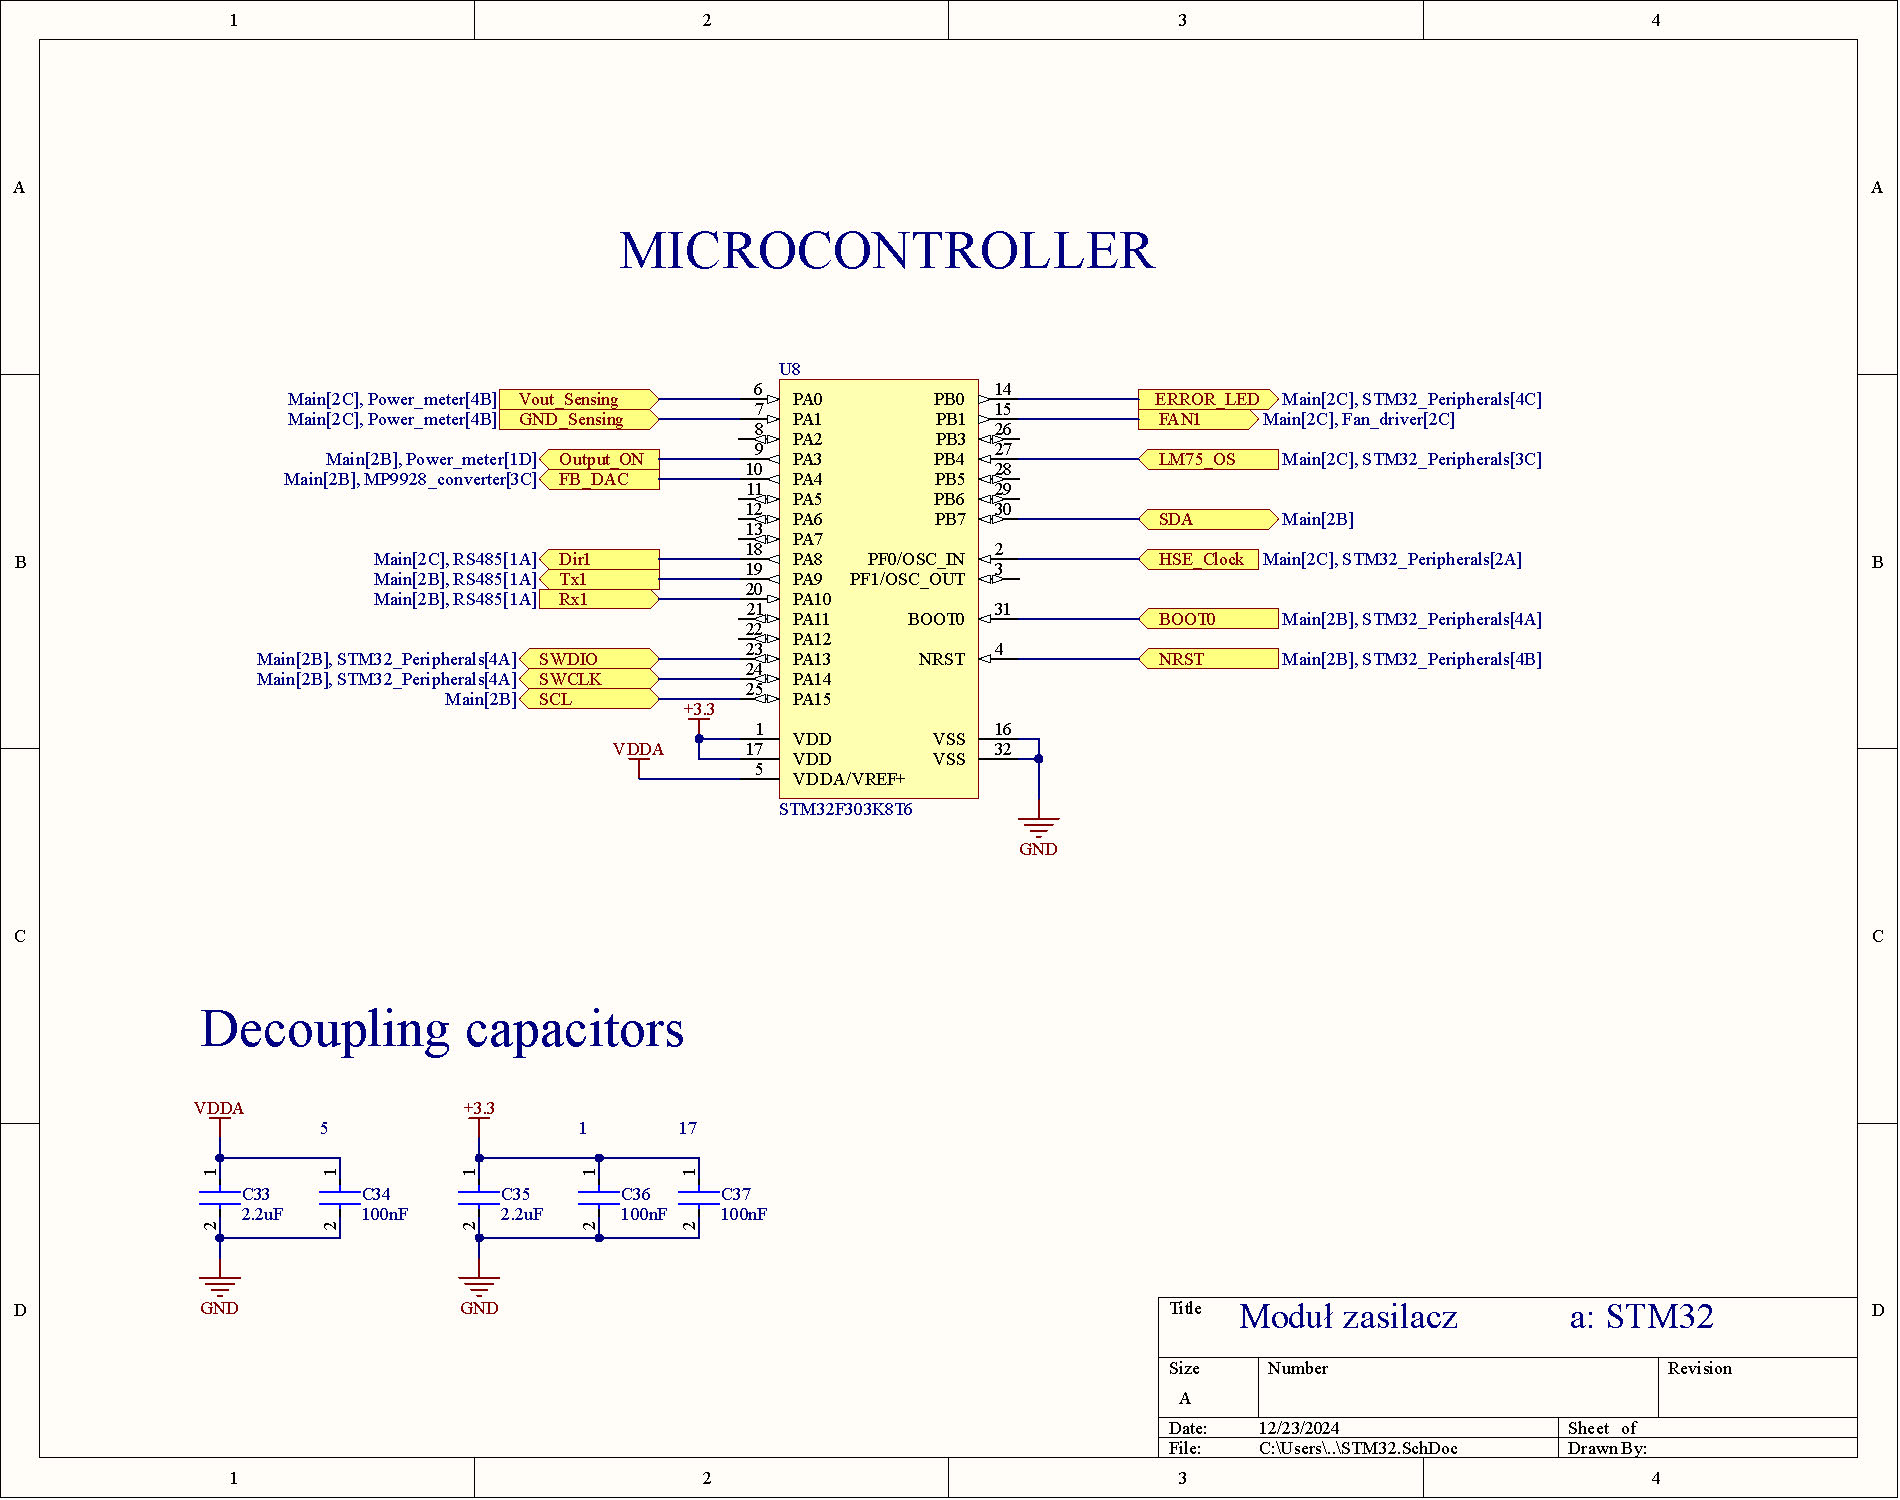 1 2 3 4
A A
MICROCONTROLLER
U8
Main[2C], Power_meter[4B] Vout_Sensing 6 PA0 PB0 14 ERROR_LED Main[2C], STM32_Peripherals[4C]
Main[2C], Power_meter[4B] GND_Sensing 7 PA1 PB1 15 FAN1 Main[2C], Fan_driver[2C]
8 PA2 PB3 26
Main[2B], Power_meter[1D] Output_ON 9 PA3 PB4 27 LM75_OS Main[2C], STM32_Peripherals[3C]
Main[2B], MP9928_converter[3C] FB_DAC 10 PA4 PB5 28
11 PA5 PB6 29
12 PA6 PB7 30 SDA Main[2B]
13 PA7
B B
Main[2C], RS485[1A] Dir1 18 PA8 PF0/OSC_IN 2 HSE_Clock Main[2C], STM32_Peripherals[2A]
Main[2B], RS485[1A] Tx1 19 PA9 PF1/OSC_OUT 3
Main[2B], RS485[1A] Rx1 20 PA10
21 PA11 BOOT0 31 BOOT0 Main[2B], STM32_Peripherals[4A]
22 PA12
Main[2B], STM32_Peripherals[4A] SWDIO 23 PA13 NRST 4 NRST Main[2B], STM32_Peripherals[4B]
Main[2B], STM32_Peripherals[4A] SWCLK 24 PA14
Main[2B] SCL 25 PA15
+3.3
1 VDD VSS 16
VDDA 17 VDD VSS 32
5 VDDA/VREF+
STM32F303K8T6
GND
C C
Decoupling capacitors
VDDA +3.3
5 1 17
1 1 1 1 1
C33 C34 C35 C36 C37
2.2uF 100nF 2.2uF 100nF 100nF
2 2 2 2 2
GND GND
D D
Title Moduł zasilacz a: STM32
Size Number Revision
A
Date: 12/23/2024 Sheet of
File: C:\Users\..\STM32.SchDoc Drawn By:
1 2 3 4